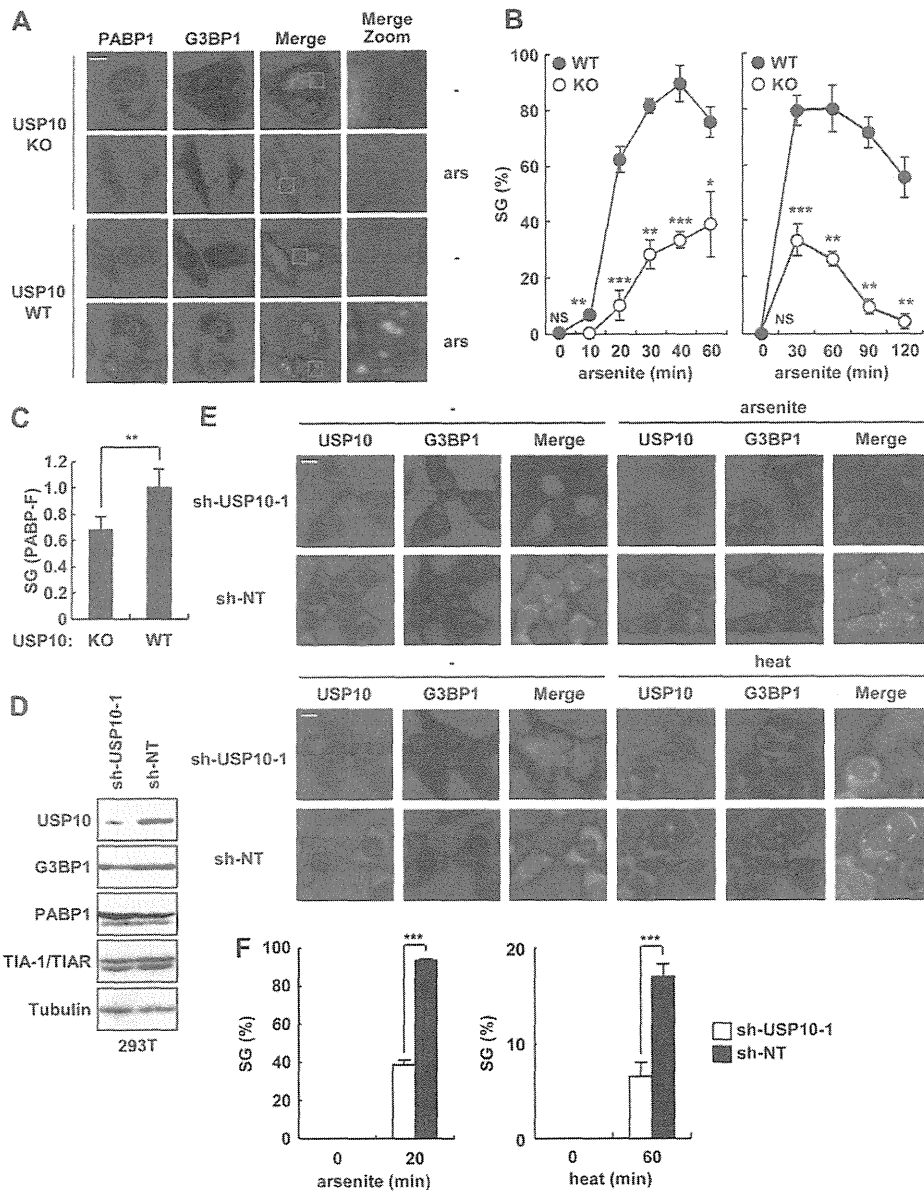 A
PABP1 G3BP1 Merge Merge Zoom
USP10 KO
-
ars
USP10 WT
-
ars
B
WT
KO
SG (%)
100
80
60
40
20
0
NS ** *** ** *** *
0 10 20 30 40 60
arsenite (min)
WT
KO
NS *** ** ** **
0 30 60 90 120
arsenite (min)
C
**
SG (PABP-F)
1.2
1.0
0.8
0.6
0.4
0.2
0
USP10: KO WT
D
sh-USP10-1
sh-NT
USP10
G3BP1
PABP1
TIA-1/TIAR
Tubulin
293T
E
- arsenite
USP10 G3BP1 Merge USP10 G3BP1 Merge
sh-USP10-1
sh-NT
- heat
USP10 G3BP1 Merge USP10 G3BP1 Merge
sh-USP10-1
sh-NT
F
***
SG (%)
100
80
60
40
20
0
0 20
arsenite (min)
***
SG (%)
20
10
0
0 60
heat (min)
sh-USP10-1
sh-NT